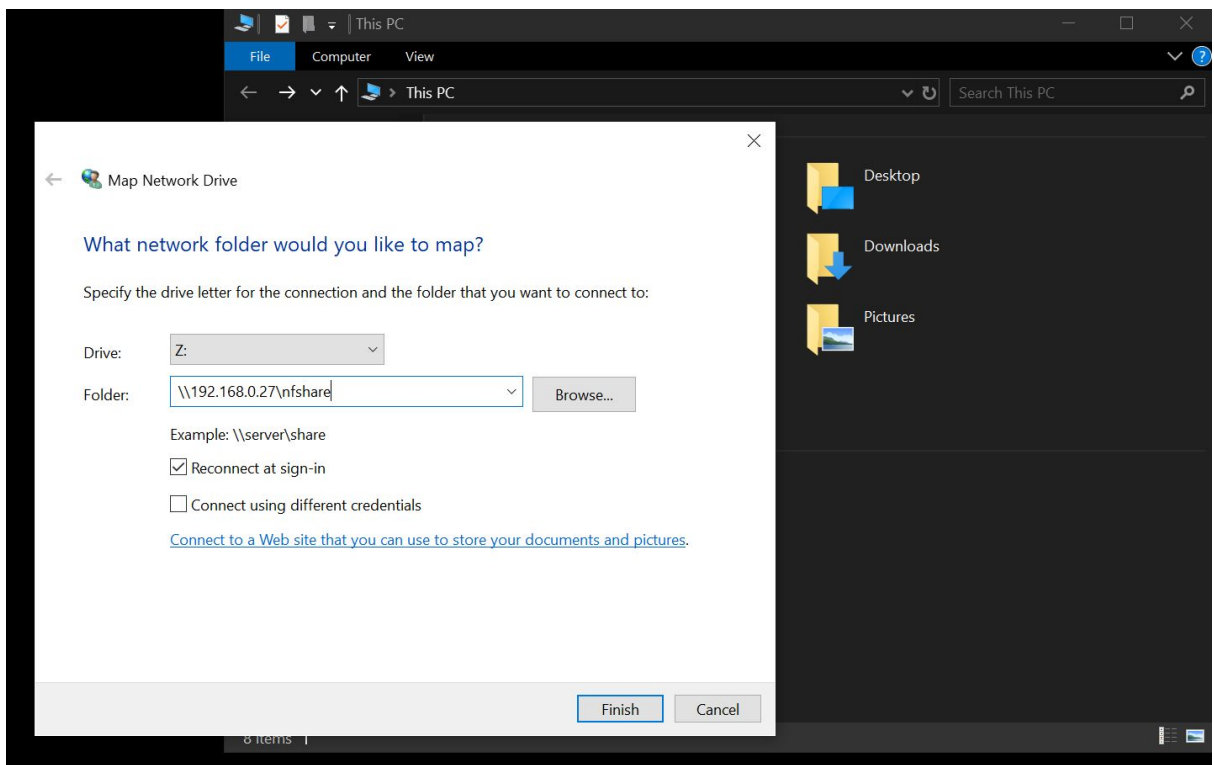 This PC
File Computer View
This PC Search This PC
Map Network Drive
Desktop
What network folder would you like to map?
Downloads
Specify the drive letter for the connection and the folder that you want to connect to:
Pictures
Drive: Z:
Folder: \\192.168.0.27\nfshare Browse...
Example: \\server\share
Reconnect at sign-in
Connect using different credentials
Connect to a Web site that you can use to store your documents and pictures.
Finish Cancel
8 items